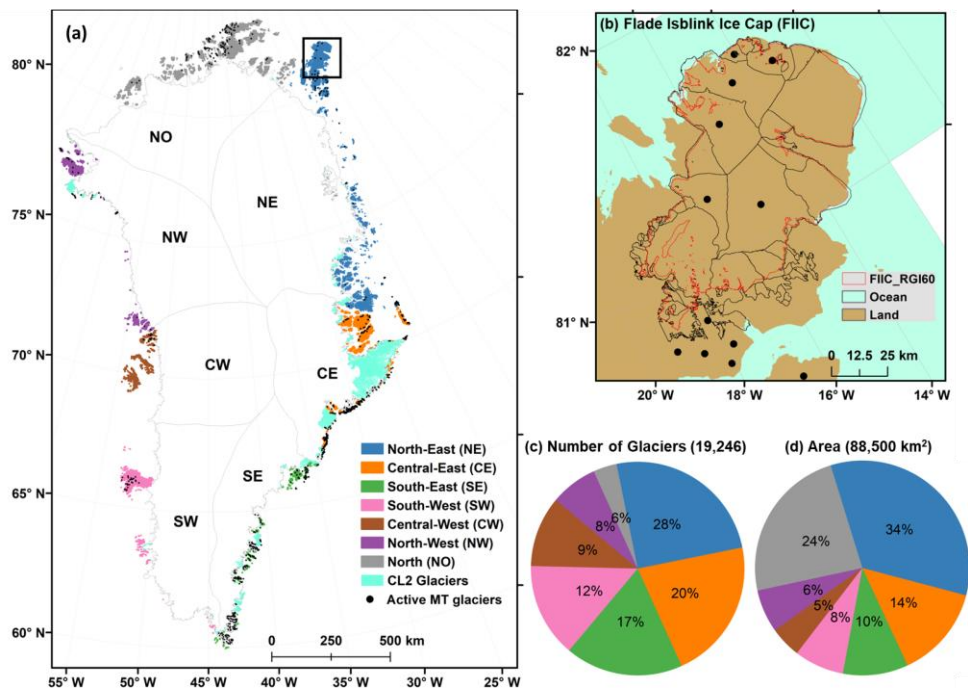 (a)
80° N
75° N
70° N
65° N
60° N
NO
NE
NW
CW
CE
SE
SW
North-East (NE)
Central-East (CE)
South-East (SE)
South-West (SW)
Central-West (CW)
North-West (NW)
North (NO)
CL2 Glaciers
Active MT glaciers
0 250 500 km
55° W 50° W 45° W 40° W 35° W 30° W 25° W
(b) Flade Isblink Ice Cap (FIIC)
82° N
81° N
FIIC_RGI60
Ocean
Land
0 12.5 25 km
20° W 18° W 16° W 14° W
(c) Number of Glaciers (19,246)
6%
28%
8%
9%
20%
12%
17%
(d) Area (88,500 km²)
34%
24%
6%
14%
5%
8%
10%